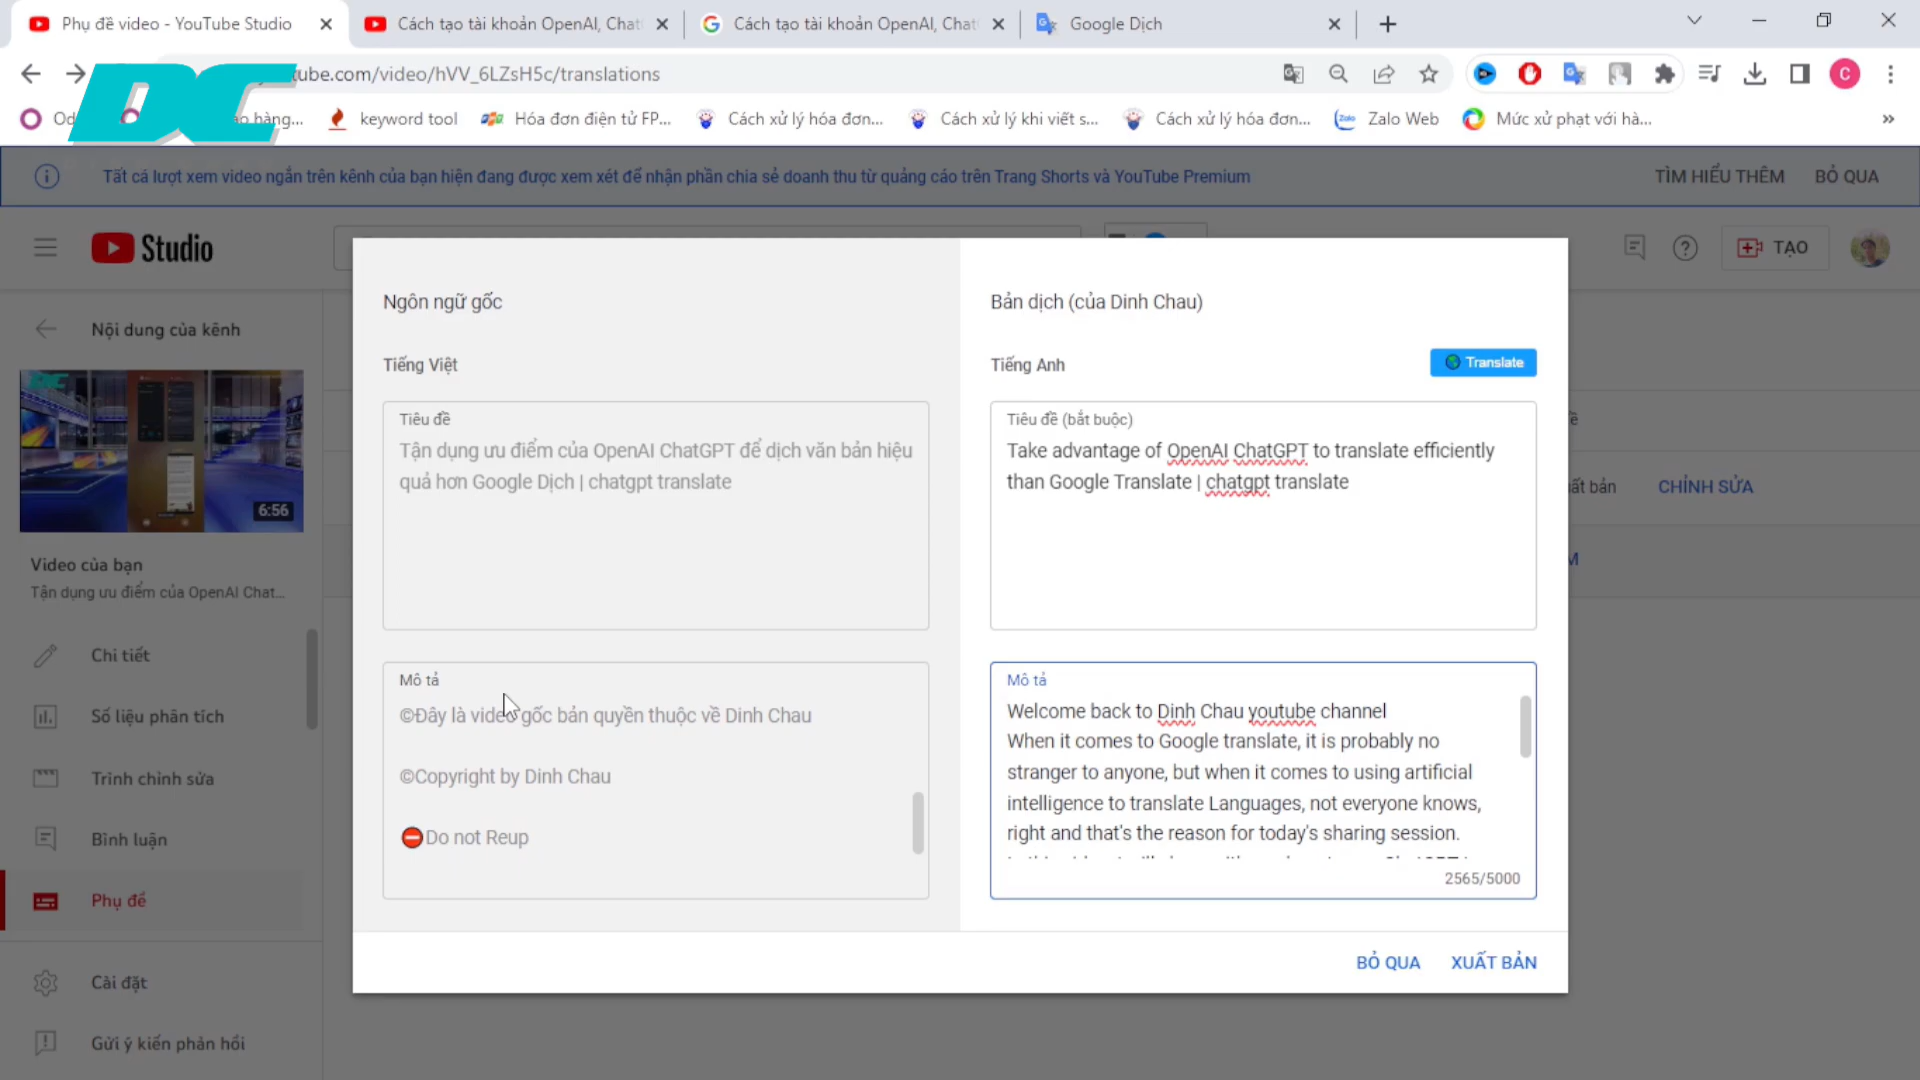 Phụ đề video - YouTube Studio
Cách tạo tài khoản OpenAI, Chat
Cách tạo tài khoản OpenAI, Chat
Google Dịch
tube.com/video/hVV_6LZsH5c/translations
C
DC
hàng...
keyword tool
Hóa đơn điện tử FP...
Cách xử lý hóa đơn...
Cách xử lý khi viết s...
Cách xử lý hóa đơn...
Zalo Web
Mức xử phạt với hà...
Tất cả lượt xem video ngắn trên kênh của bạn hiện đang được xem xét để nhận phần chia sẻ doanh thu từ quảng cáo trên Trang Shorts và YouTube Premium
TÌM HIỂU THÊM
BỎ QUA
Studio
TẠO
Nội dung của kênh
6:56
Video của bạn
Tận dụng ưu điểm của OpenAI Chat...
Chi tiết
Số liệu phân tích
Trình chỉnh sửa
Bình luận
Phụ đề
Cài đặt
Gửi ý kiến phản hồi
Ngôn ngữ gốc
Tiếng Việt
Tiêu đề
Tận dụng ưu điểm của OpenAI ChatGPT để dịch văn bản hiệu
quả hơn Google Dịch | chatgpt translate
Mô tả
©Đây là video gốc bản quyền thuộc về Dinh Chau
©Copyright by Dinh Chau
⛔Do not Reup
Bản dịch (của Dinh Chau)
Tiếng Anh
Translate
Tiêu đề (bắt buộc)
Take advantage of OpenAI ChatGPT to translate efficiently
than Google Translate | chatgpt translate
Mô tả
Welcome back to Dinh Chau youtube channel
When it comes to Google translate, it is probably no
stranger to anyone, but when it comes to using artificial
intelligence to translate Languages, not everyone knows,
right and that's the reason for today's sharing session.
2565/5000
BỎ QUA
XUẤT BẢN
ất bản
CHỈNH SỬA